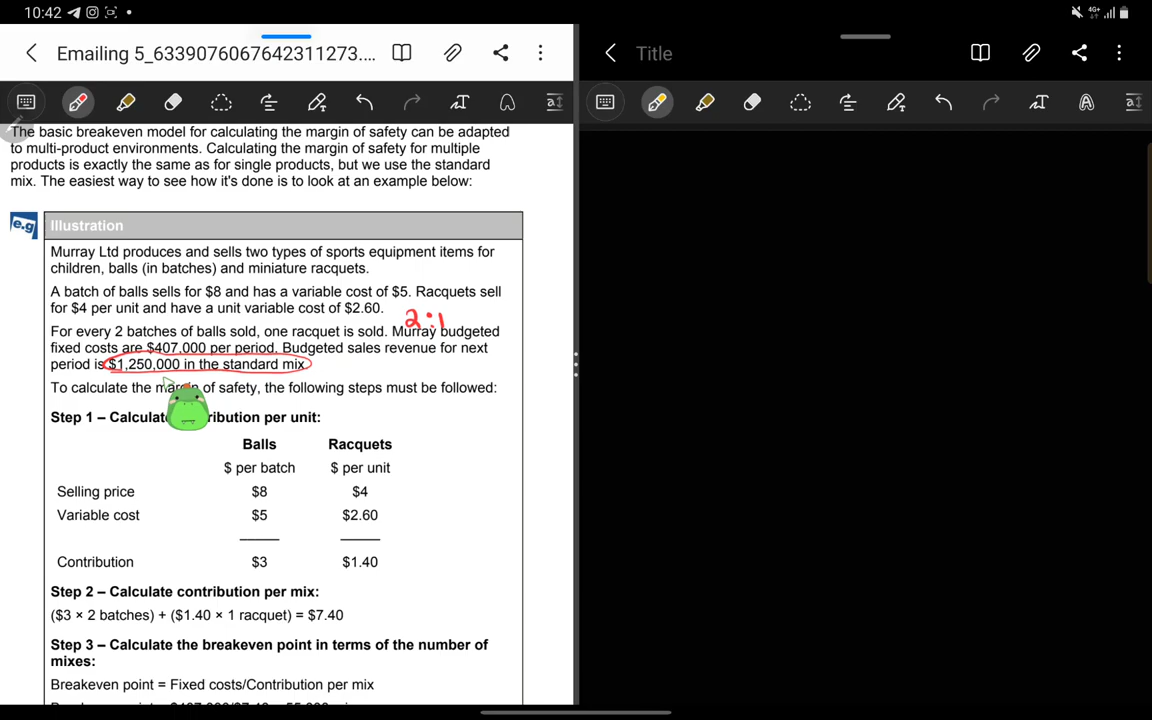 10:42
4G+
Emailing 5_6339076067642311273....
Title
The basic breakeven model for calculating the margin of safety can be adapted
to multi-product environments. Calculating the margin of safety for multiple
products is exactly the same as for single products, but we use the standard
mix. The easiest way to see how it's done is to look at an example below:
e.g
Illustration
Murray Ltd produces and sells two types of sports equipment items for
children, balls (in batches) and miniature racquets.
A batch of balls sells for $8 and has a variable cost of $5. Racquets sell
for $4 per unit and have a unit variable cost of $2.60.
2:1
For every 2 batches of balls sold, one racquet is sold. Murray budgeted
fixed costs are $407,000 per period. Budgeted sales revenue for next
period is $1,250,000 in the standard mix
To calculate the margin of safety, the following steps must be followed:
Step 1 – Calculate ribution per unit:
Balls Racquets
$ per batch $ per unit
Selling price $8 $4
Variable cost $5 $2.60
Contribution $3 $1.40
Step 2 – Calculate contribution per mix:
($3 × 2 batches) + ($1.40 × 1 racquet) = $7.40
Step 3 – Calculate the breakeven point in terms of the number of
mixes:
Breakeven point = Fixed costs/Contribution per mix